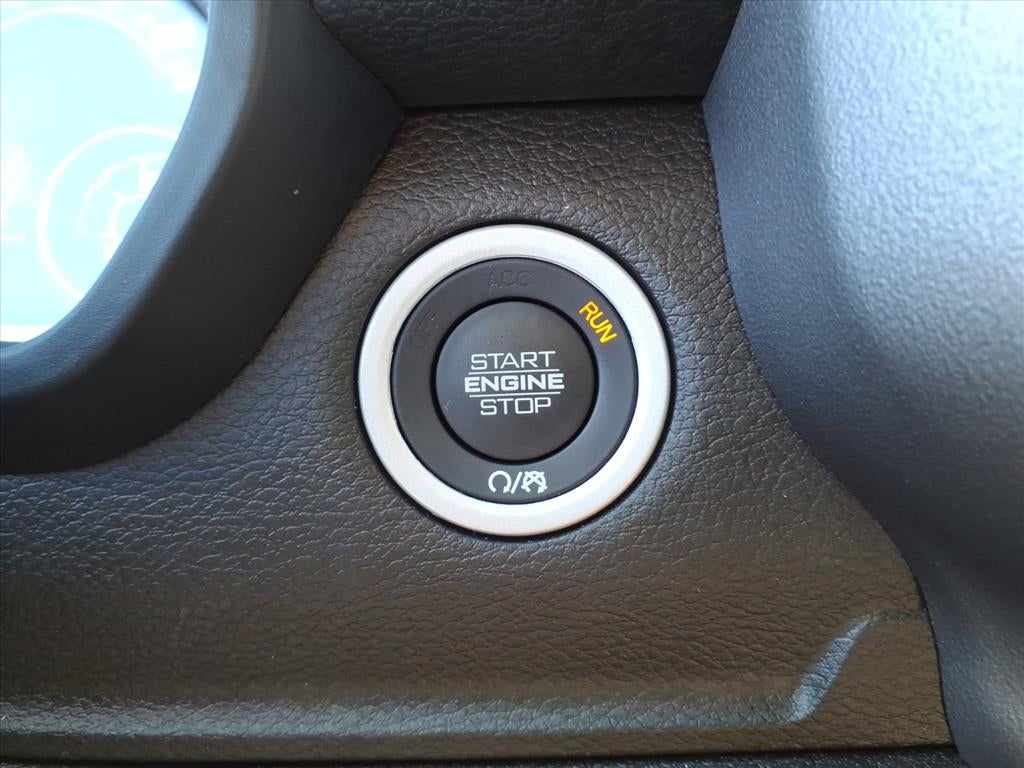 ACC
OFF
RUN
START
ENGINE
STOP